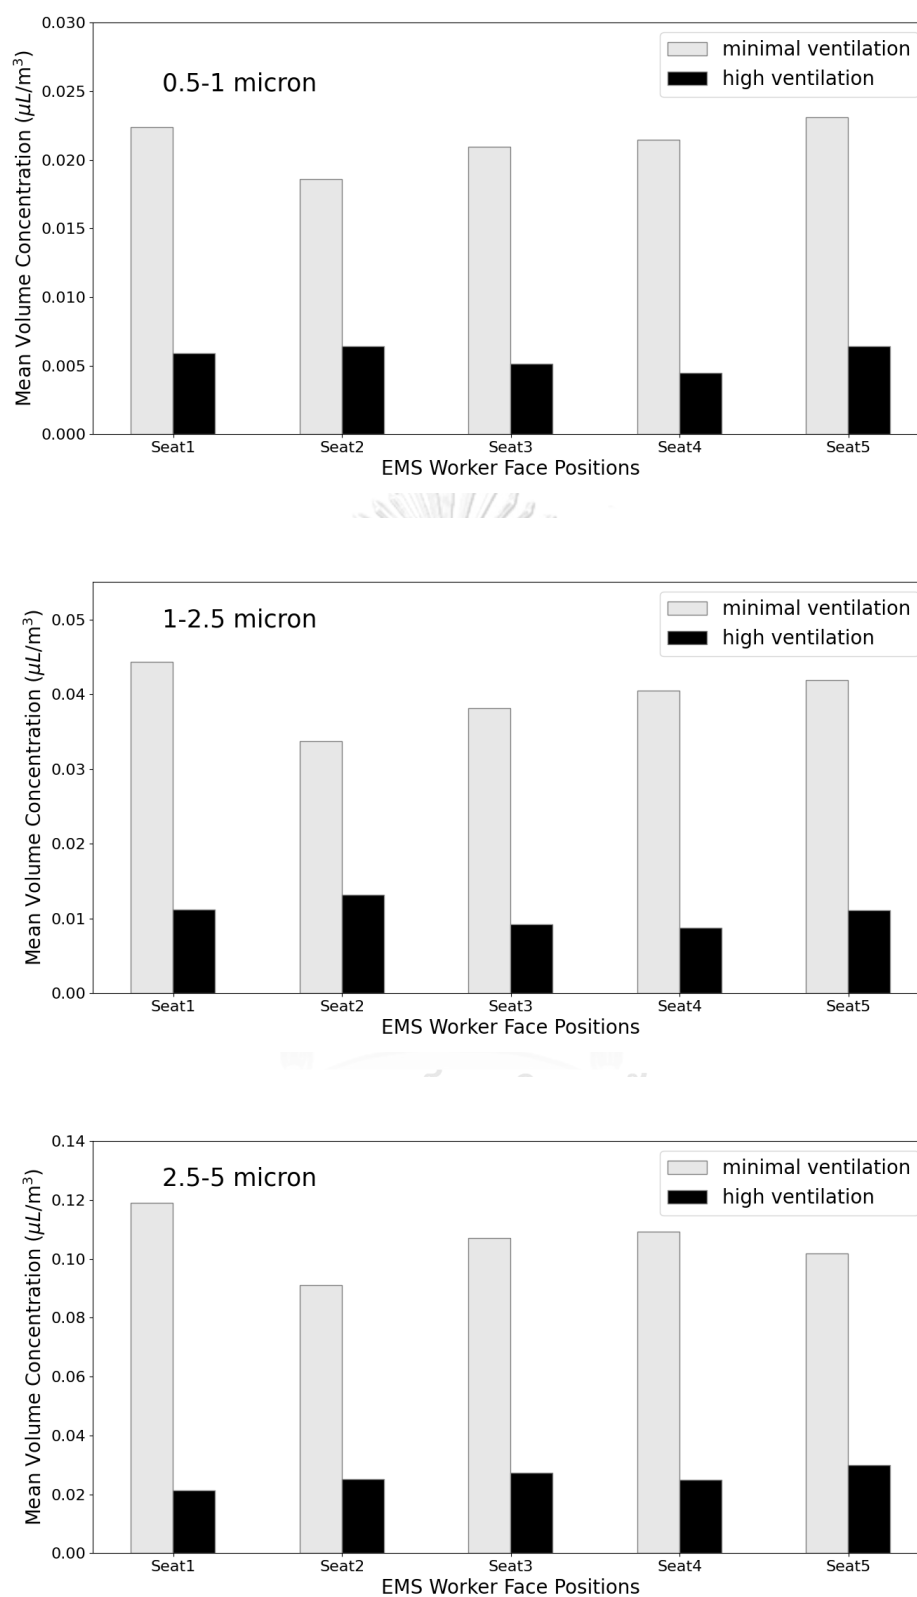 0.030
0.025
0.020
0.015
0.010
0.005
0.000
Mean Volume Concentration (μL/m³)
0.5-1 micron
minimal ventilation
high ventilation
Seat1 Seat2 Seat3 Seat4 Seat5
EMS Worker Face Positions
0.05
0.04
0.03
0.02
0.01
0.00
Mean Volume Concentration (μL/m³)
1-2.5 micron
minimal ventilation
high ventilation
Seat1 Seat2 Seat3 Seat4 Seat5
EMS Worker Face Positions
0.14
0.12
0.10
0.08
0.06
0.04
0.02
0.00
Mean Volume Concentration (μL/m³)
2.5-5 micron
minimal ventilation
high ventilation
Seat1 Seat2 Seat3 Seat4 Seat5
EMS Worker Face Positions